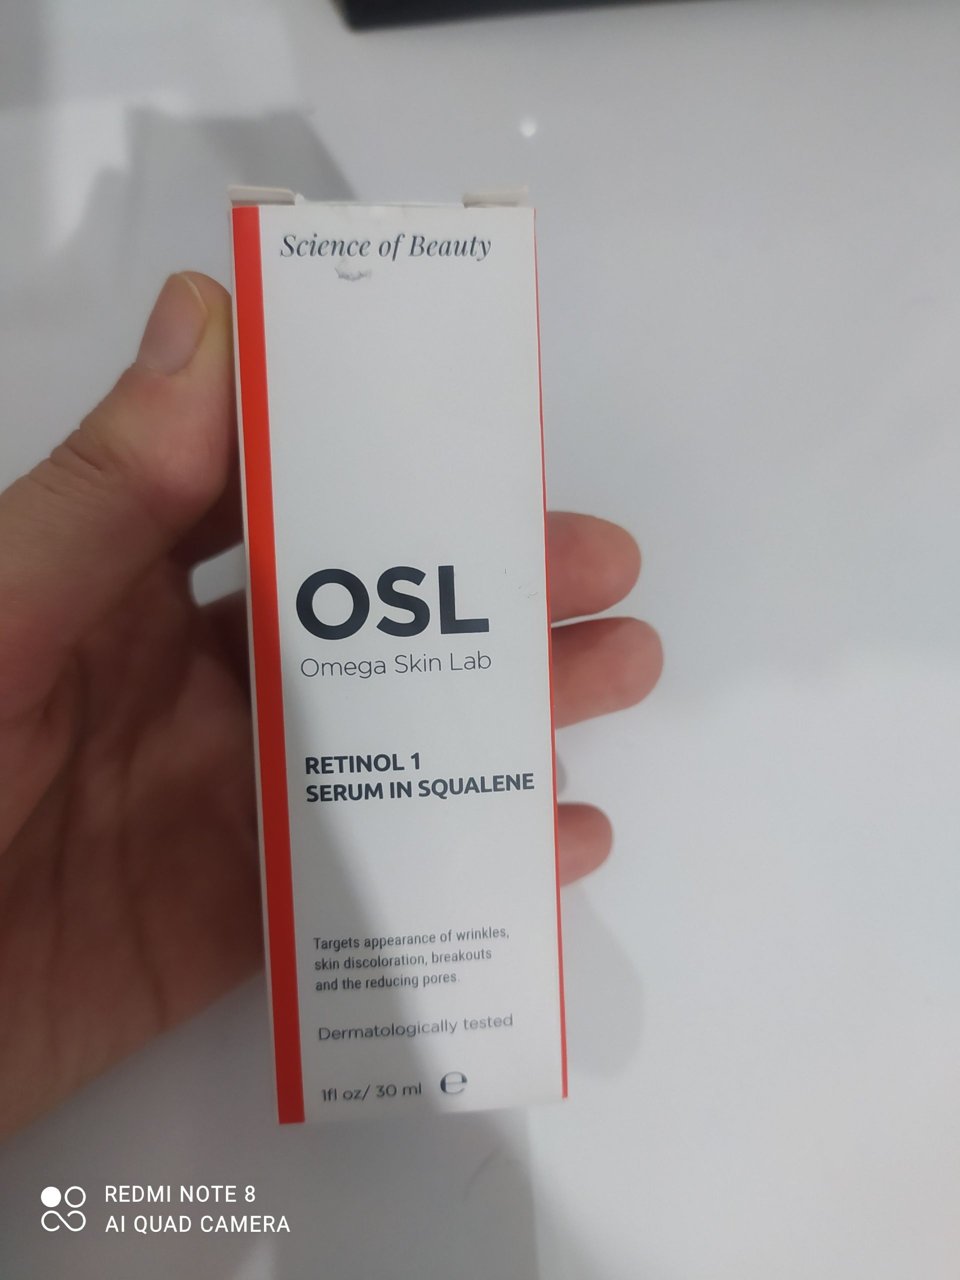 Science of Beauty
OSL
Omega Skin Lab
RETINOL 1
SERUM IN SQUALENE
Targets appearance of wrinkles,
skin discoloration, breakouts
and the reducing pores.
Dermatologically tested
1fl oz/ 30 ml ℮
REDMI NOTE 8
AI QUAD CAMERA